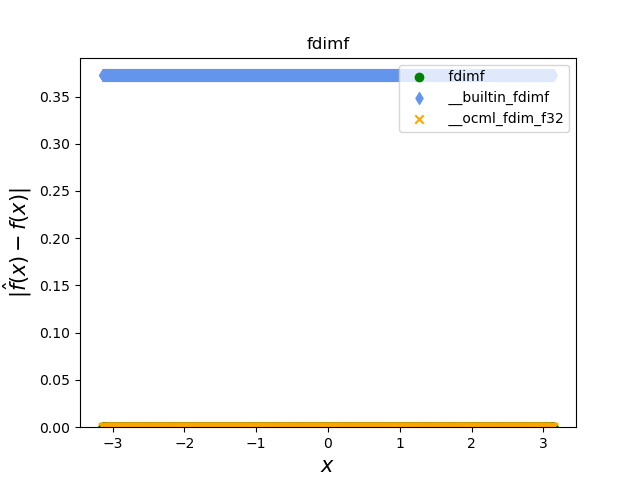 fdimf
fdimf
__builtin_fdimf
__ocml_fdim_f32
|f̂(x) − f(x)|
0.35
0.30
0.25
0.20
0.15
0.10
0.05
0.00
−3 −2 −1 0 1 2 3
x